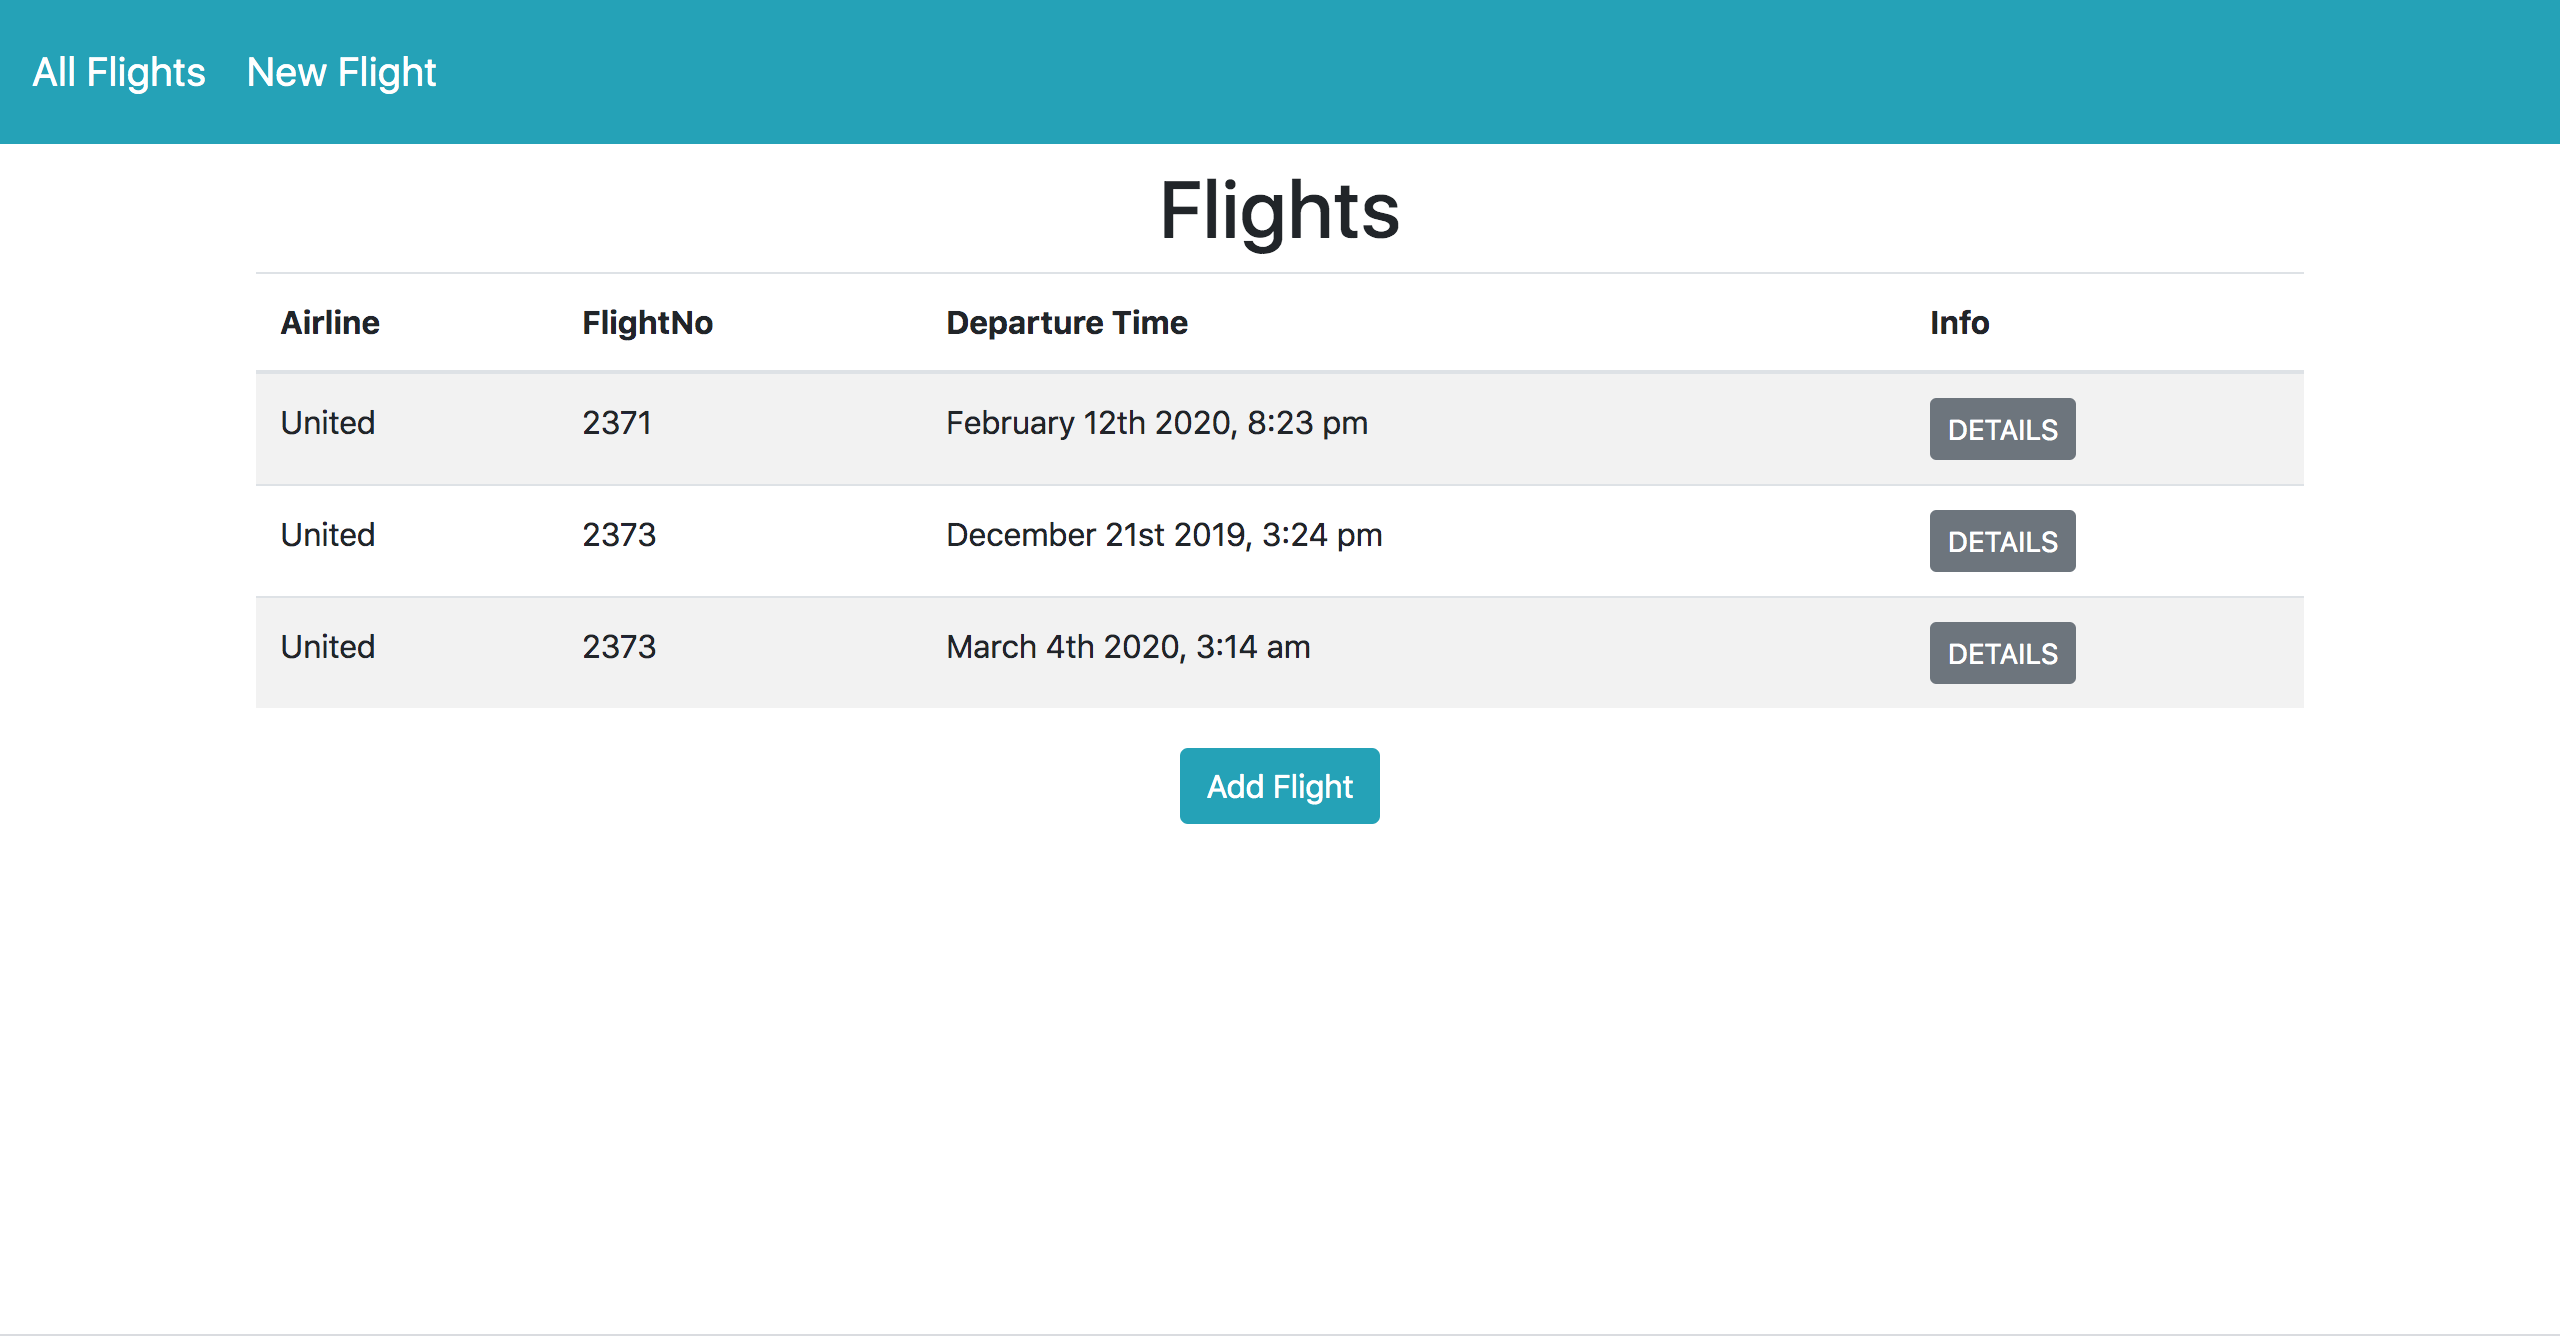 All Flights New Flight
Flights
Airline FlightNo Departure Time Info
United 2371 February 12th 2020, 8:23 pm DETAILS
United 2373 December 21st 2019, 3:24 pm DETAILS
United 2373 March 4th 2020, 3:14 am DETAILS
Add Flight